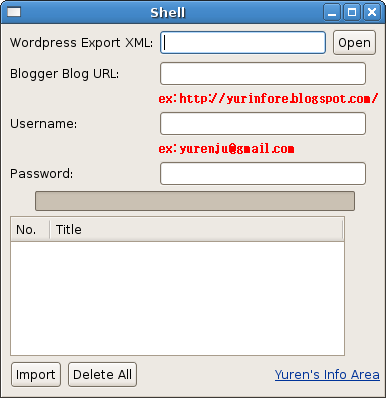 Shell
Wordpress Export XML: Open
Blogger Blog URL:
ex: http://yurinfore.blogspot.com/
Username:
ex: yurenju@gmail.com
Password:
No. Title
Import Delete All Yuren's Info Area